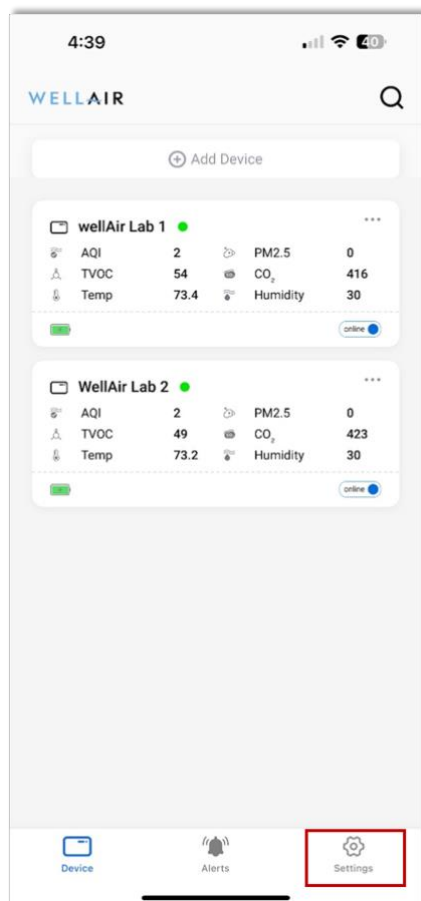 4:39
40
WELLAIR
Add Device
wellAir Lab 1
AQI 2 PM2.5 0
TVOC 54 CO₂ 416
Temp 73.4 Humidity 30
online
WellAir Lab 2
AQI 2 PM2.5 0
TVOC 49 CO₂ 423
Temp 73.2 Humidity 30
online
Device Alerts Settings